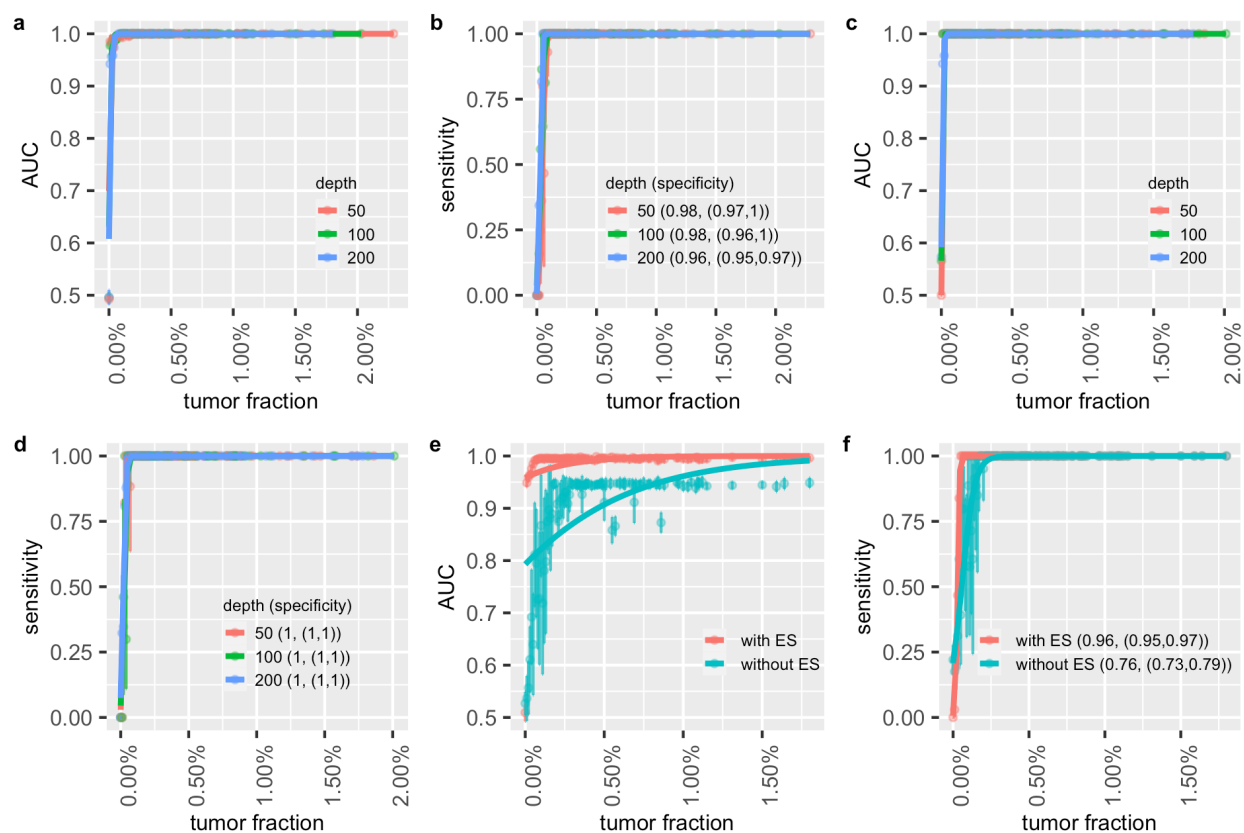 a
1.0
0.9
0.8
0.7
0.6
0.5
AUC
depth
50
100
200
0.00%
0.50%
1.00%
1.50%
2.00%
tumor fraction
b
1.00
0.75
0.50
0.25
0.00
sensitivity
depth (specificity)
50 (0.98, (0.97,1))
100 (0.98, (0.96,1))
200 (0.96, (0.95,0.97))
0.00%
0.50%
1.00%
1.50%
2.00%
tumor fraction
c
1.0
0.9
0.8
0.7
0.6
0.5
AUC
depth
50
100
200
0.00%
0.50%
1.00%
1.50%
2.00%
tumor fraction
d
1.00
0.75
0.50
0.25
0.00
sensitivity
depth (specificity)
50 (1, (1,1))
100 (1, (1,1))
200 (1, (1,1))
0.00%
0.50%
1.00%
1.50%
2.00%
tumor fraction
e
1.0
0.9
0.8
0.7
0.6
0.5
AUC
with ES
without ES
0.00%
0.50%
1.00%
1.50%
tumor fraction
f
1.00
0.75
0.50
0.25
0.00
sensitivity
with ES (0.96, (0.95,0.97))
without ES (0.76, (0.73,0.79))
0.00%
0.50%
1.00%
1.50%
tumor fraction